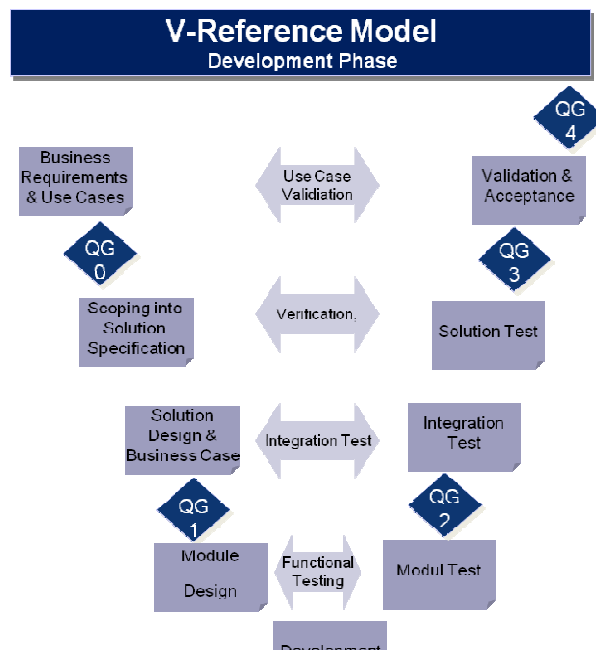 V-Reference Model
Development Phase
QG
4
Business
Requirements
& Use Cases
Use Case
Validiation
Validation &
Acceptance
QG
0
QG
3
Scoping into
Solution
Specification
Verification,
Solution Test
Solution
Design &
Business Case
Integration Test
Integration
Test
QG
1
QG
2
Module
Design
Functional
Testing
Modul Test
Development